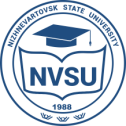 NIZHNEVARTOVSK STATE UNIVERSITY
NVSU
1988